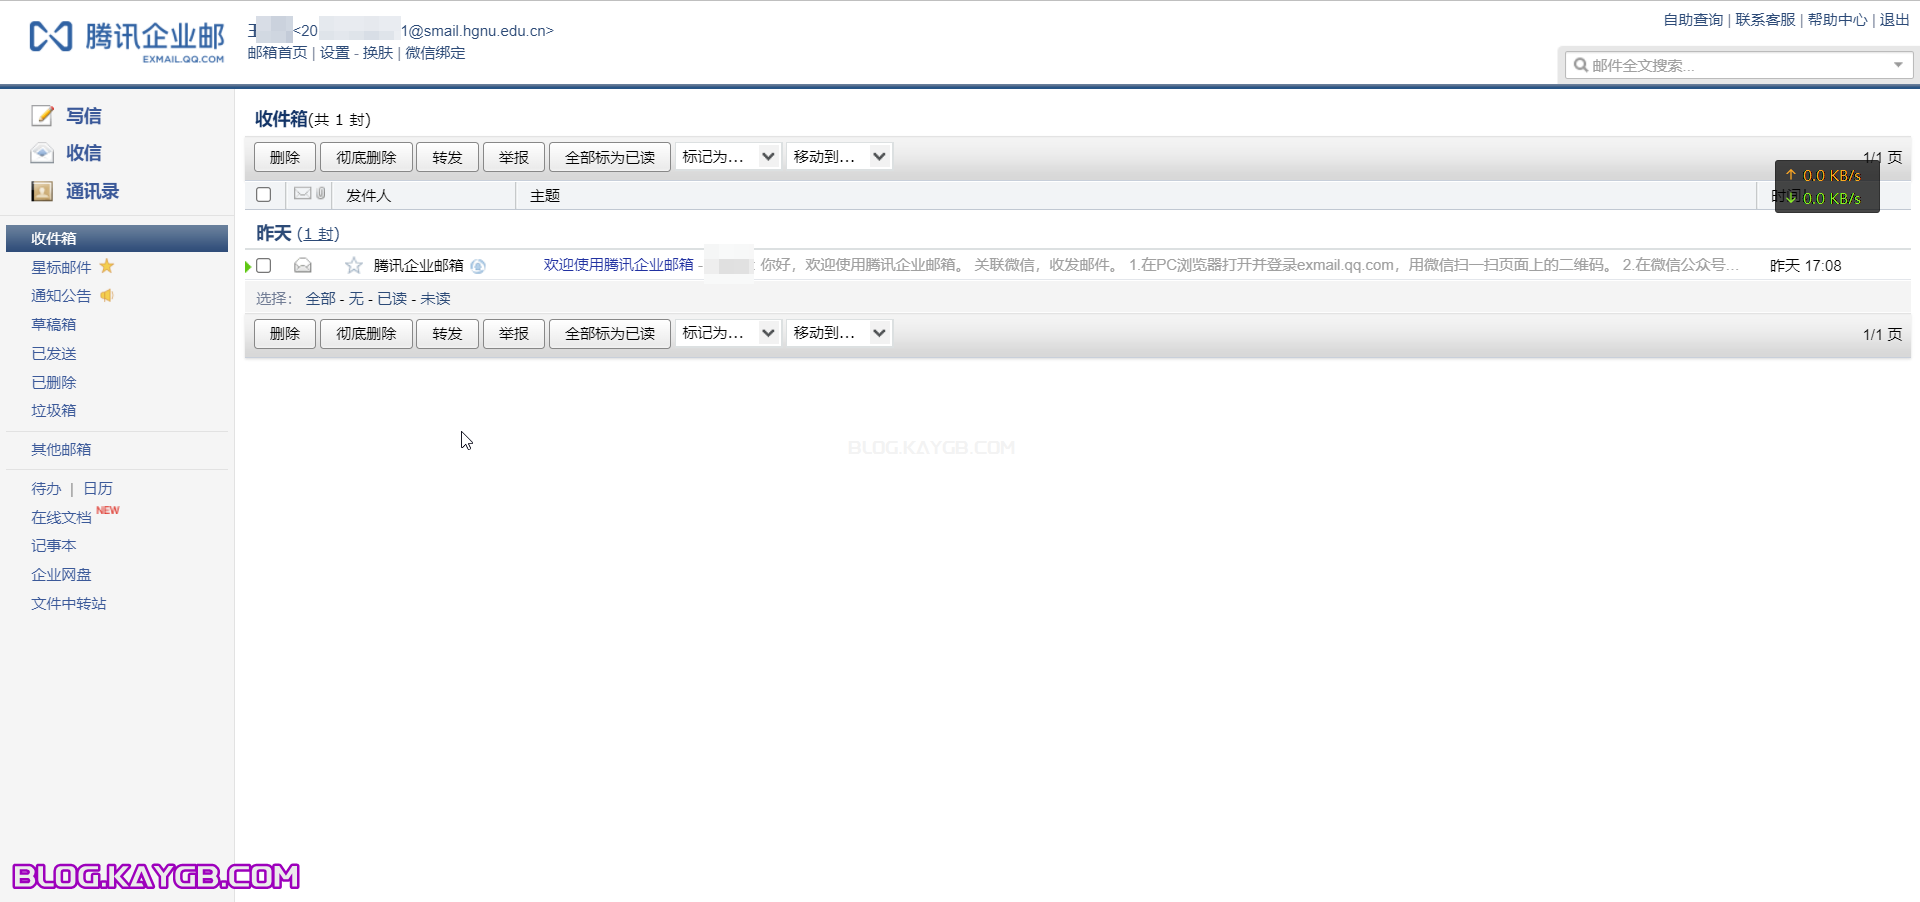 腾讯企业邮
EXMAIL.QQ.COM
<20 1@smail.hgnu.edu.cn>
邮箱首页 | 设置 - 换肤 | 微信绑定
自助查询 | 联系客服 | 帮助中心 | 退出
邮件全文搜索...
写信
收信
通讯录
收件箱
星标邮件
通知公告
草稿箱
已发送
已删除
垃圾箱
其他邮箱
待办 | 日历
在线文档 NEW
记事本
企业网盘
文件中转站
收件箱(共 1 封)
删除 彻底删除 转发 举报 全部标为已读 标记为... 移动到... 1/1 页
发件人 主题 时间
↑ 0.0 KB/s
↓ 0.0 KB/s
昨天 (1 封)
腾讯企业邮箱 欢迎使用腾讯企业邮箱 - : 你好，欢迎使用腾讯企业邮箱。 关联微信，收发邮件。 1.在PC浏览器打开并登录exmail.qq.com，用微信扫一扫页面上的二维码。 2.在微信公众号... 昨天 17:08
选择： 全部 - 无 - 已读 - 未读
删除 彻底删除 转发 举报 全部标为已读 标记为... 移动到... 1/1 页
BLOG.KAYGB.COM
BLOG.KAYGB.COM